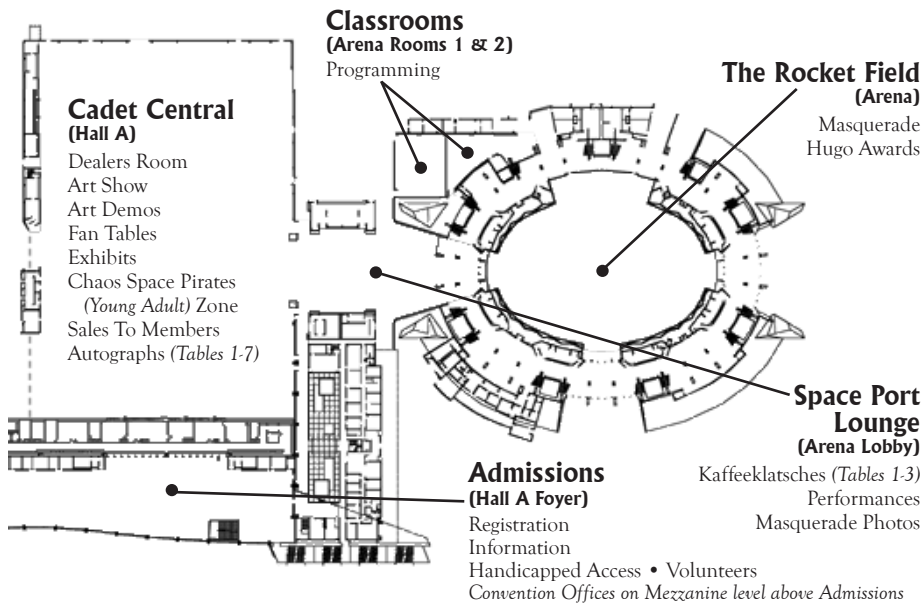 Classrooms
(Arena Rooms 1 & 2)
Programming
The Rocket Field
(Arena)
Masquerade
Hugo Awards
Cadet Central
(Hall A)
Dealers Room
Art Show
Art Demos
Fan Tables
Exhibits
Chaos Space Pirates
(Young Adult) Zone
Sales To Members
Autographs (Tables 1-7)
Space Port
Lounge
(Arena Lobby)
Kaffeeklatsches (Tables 1-3)
Performances
Masquerade Photos
Admissions
(Hall A Foyer)
Registration
Information
Handicapped Access • Volunteers
Convention Offices on Mezzanine level above Admissions